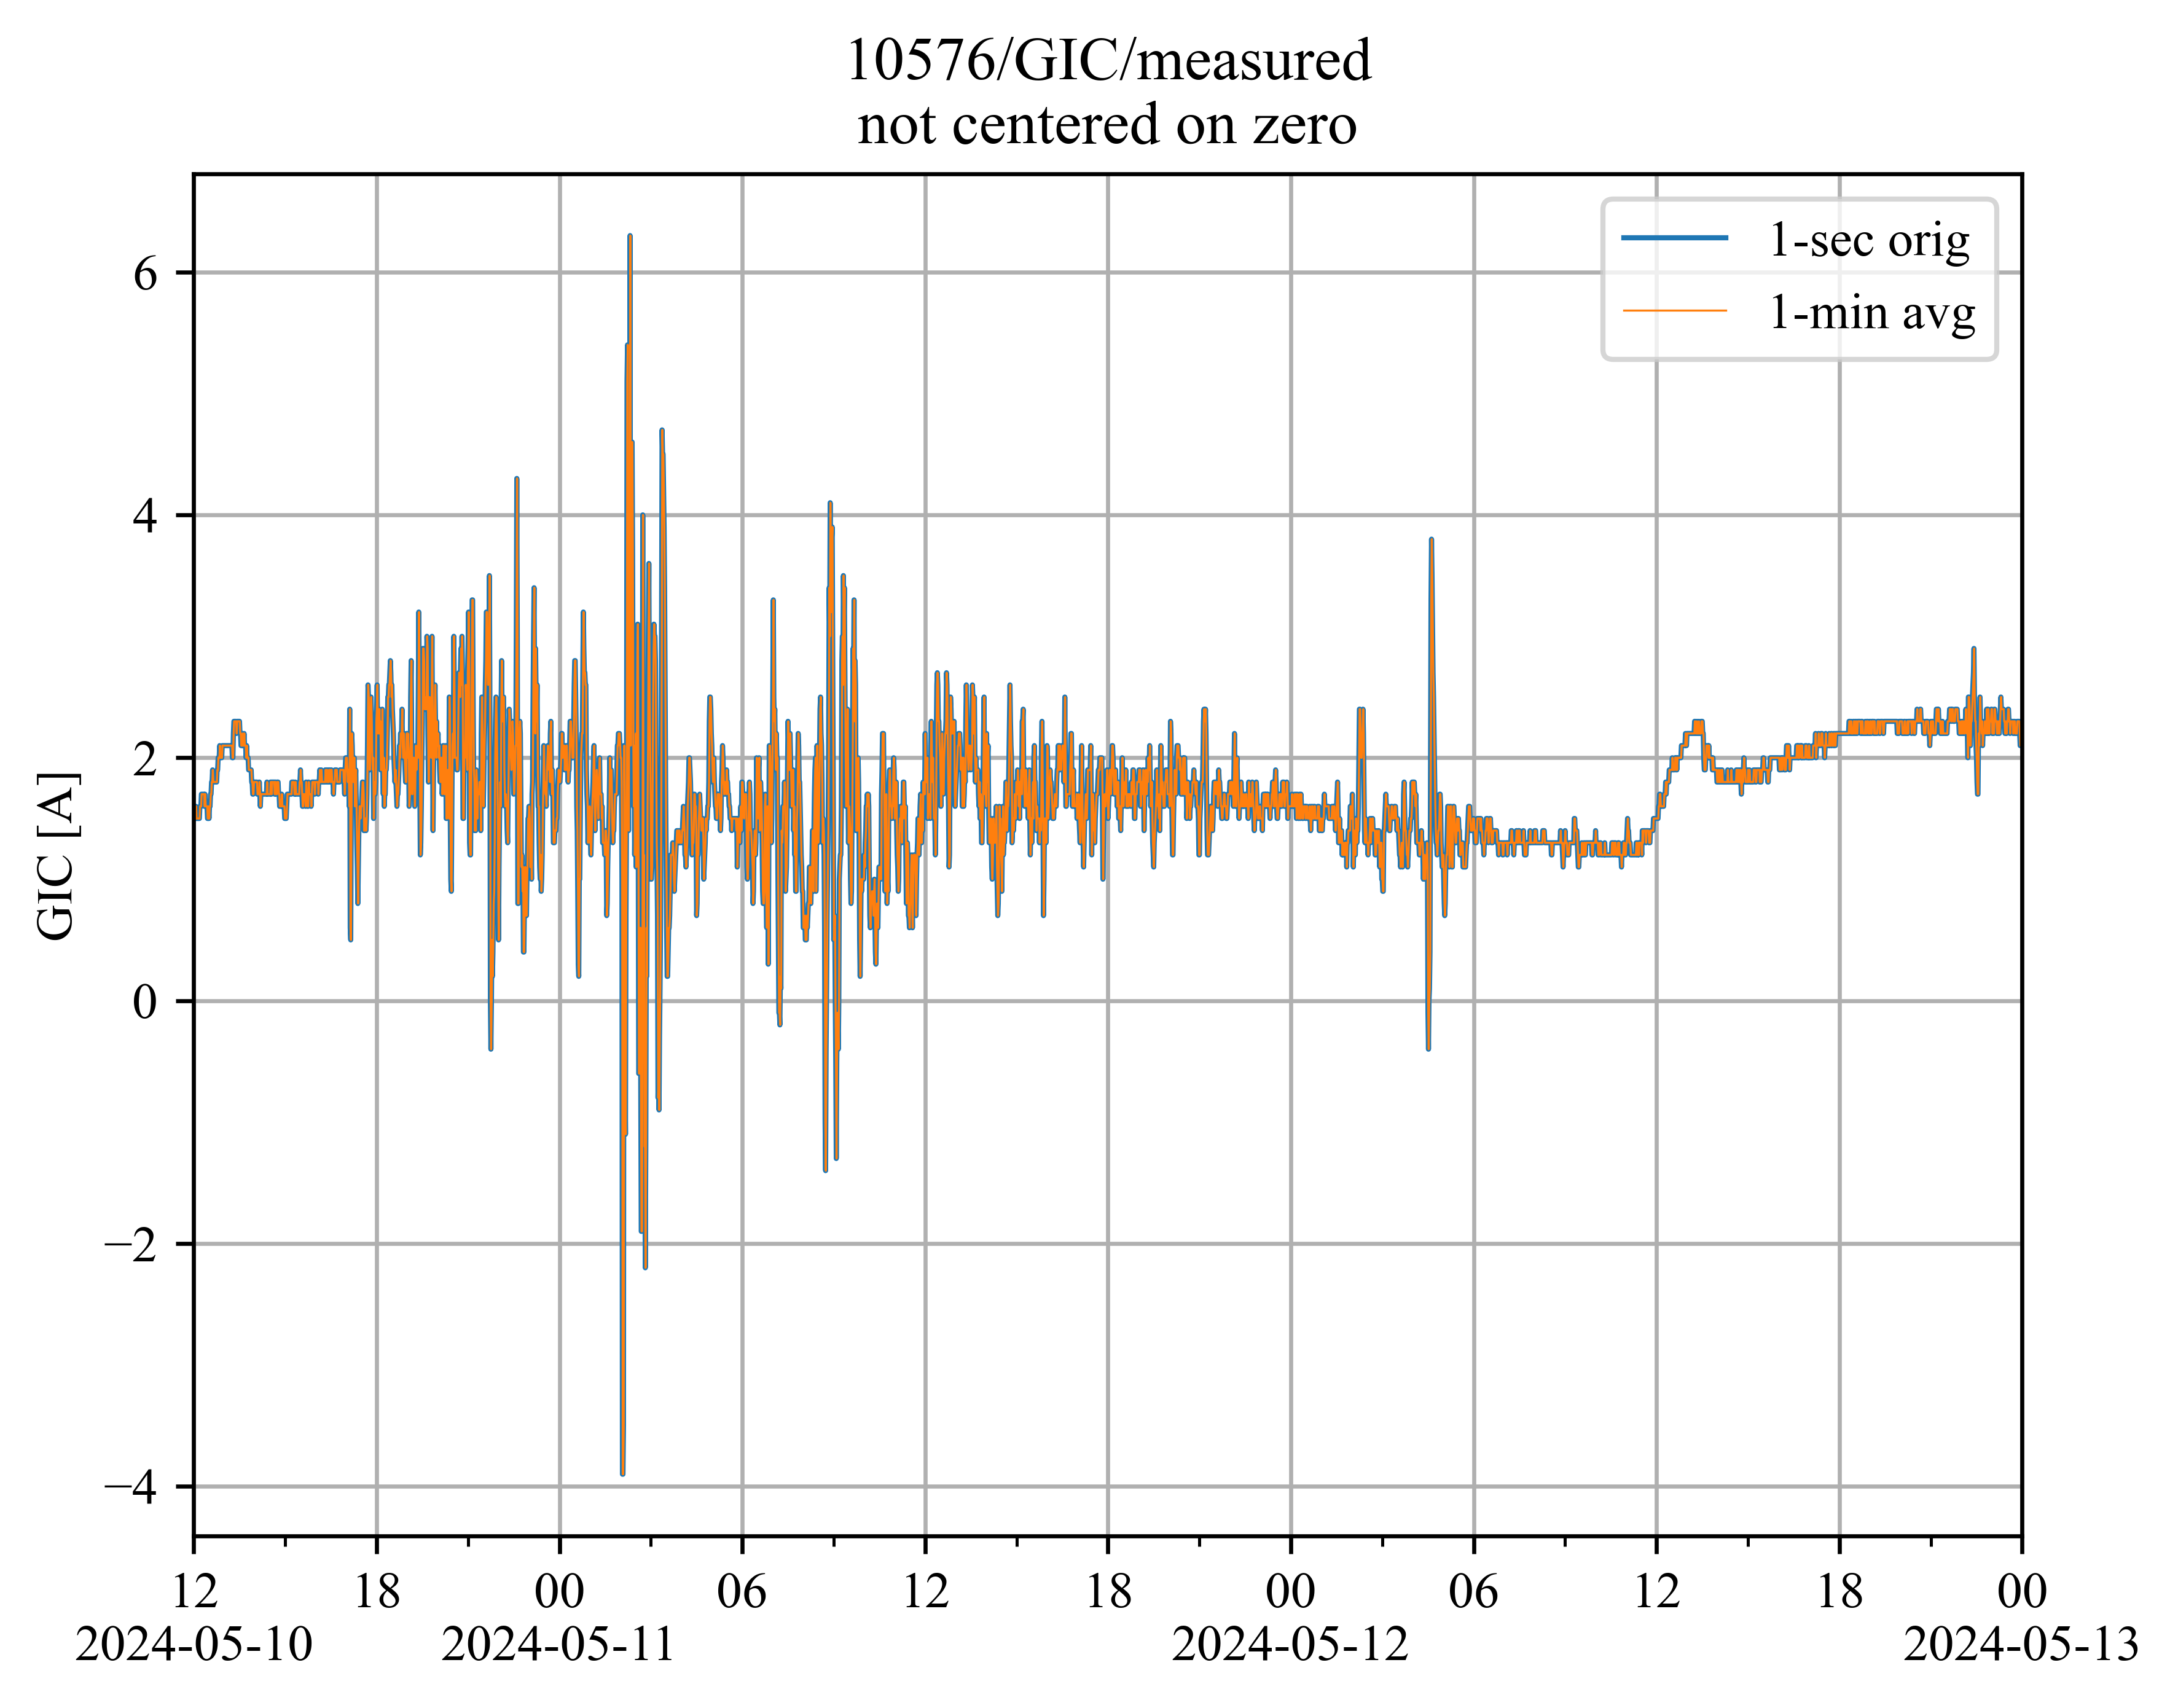 10576/GIC/measured
not centered on zero
1-sec orig
1-min avg
GIC [A]
6
4
2
0
−2
−4
12 18 00 06 12 18 00 06 12 18 00
2024-05-10 2024-05-11 2024-05-12 2024-05-13